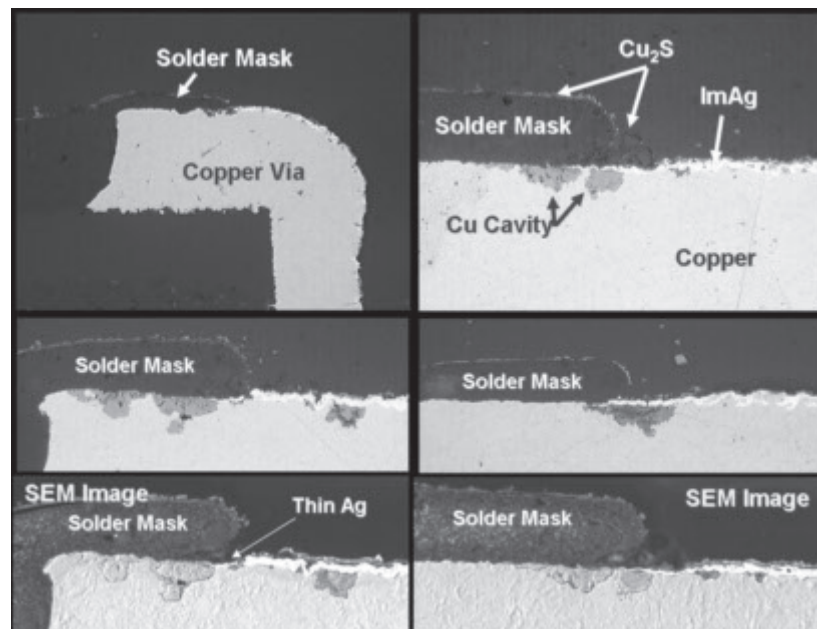 Solder Mask
Copper Via
Cu₂S
ImAg
Solder Mask
Cu Cavity
Copper
Solder Mask
Solder Mask
SEM Image
Solder Mask
Thin Ag
SEM Image
Solder Mask